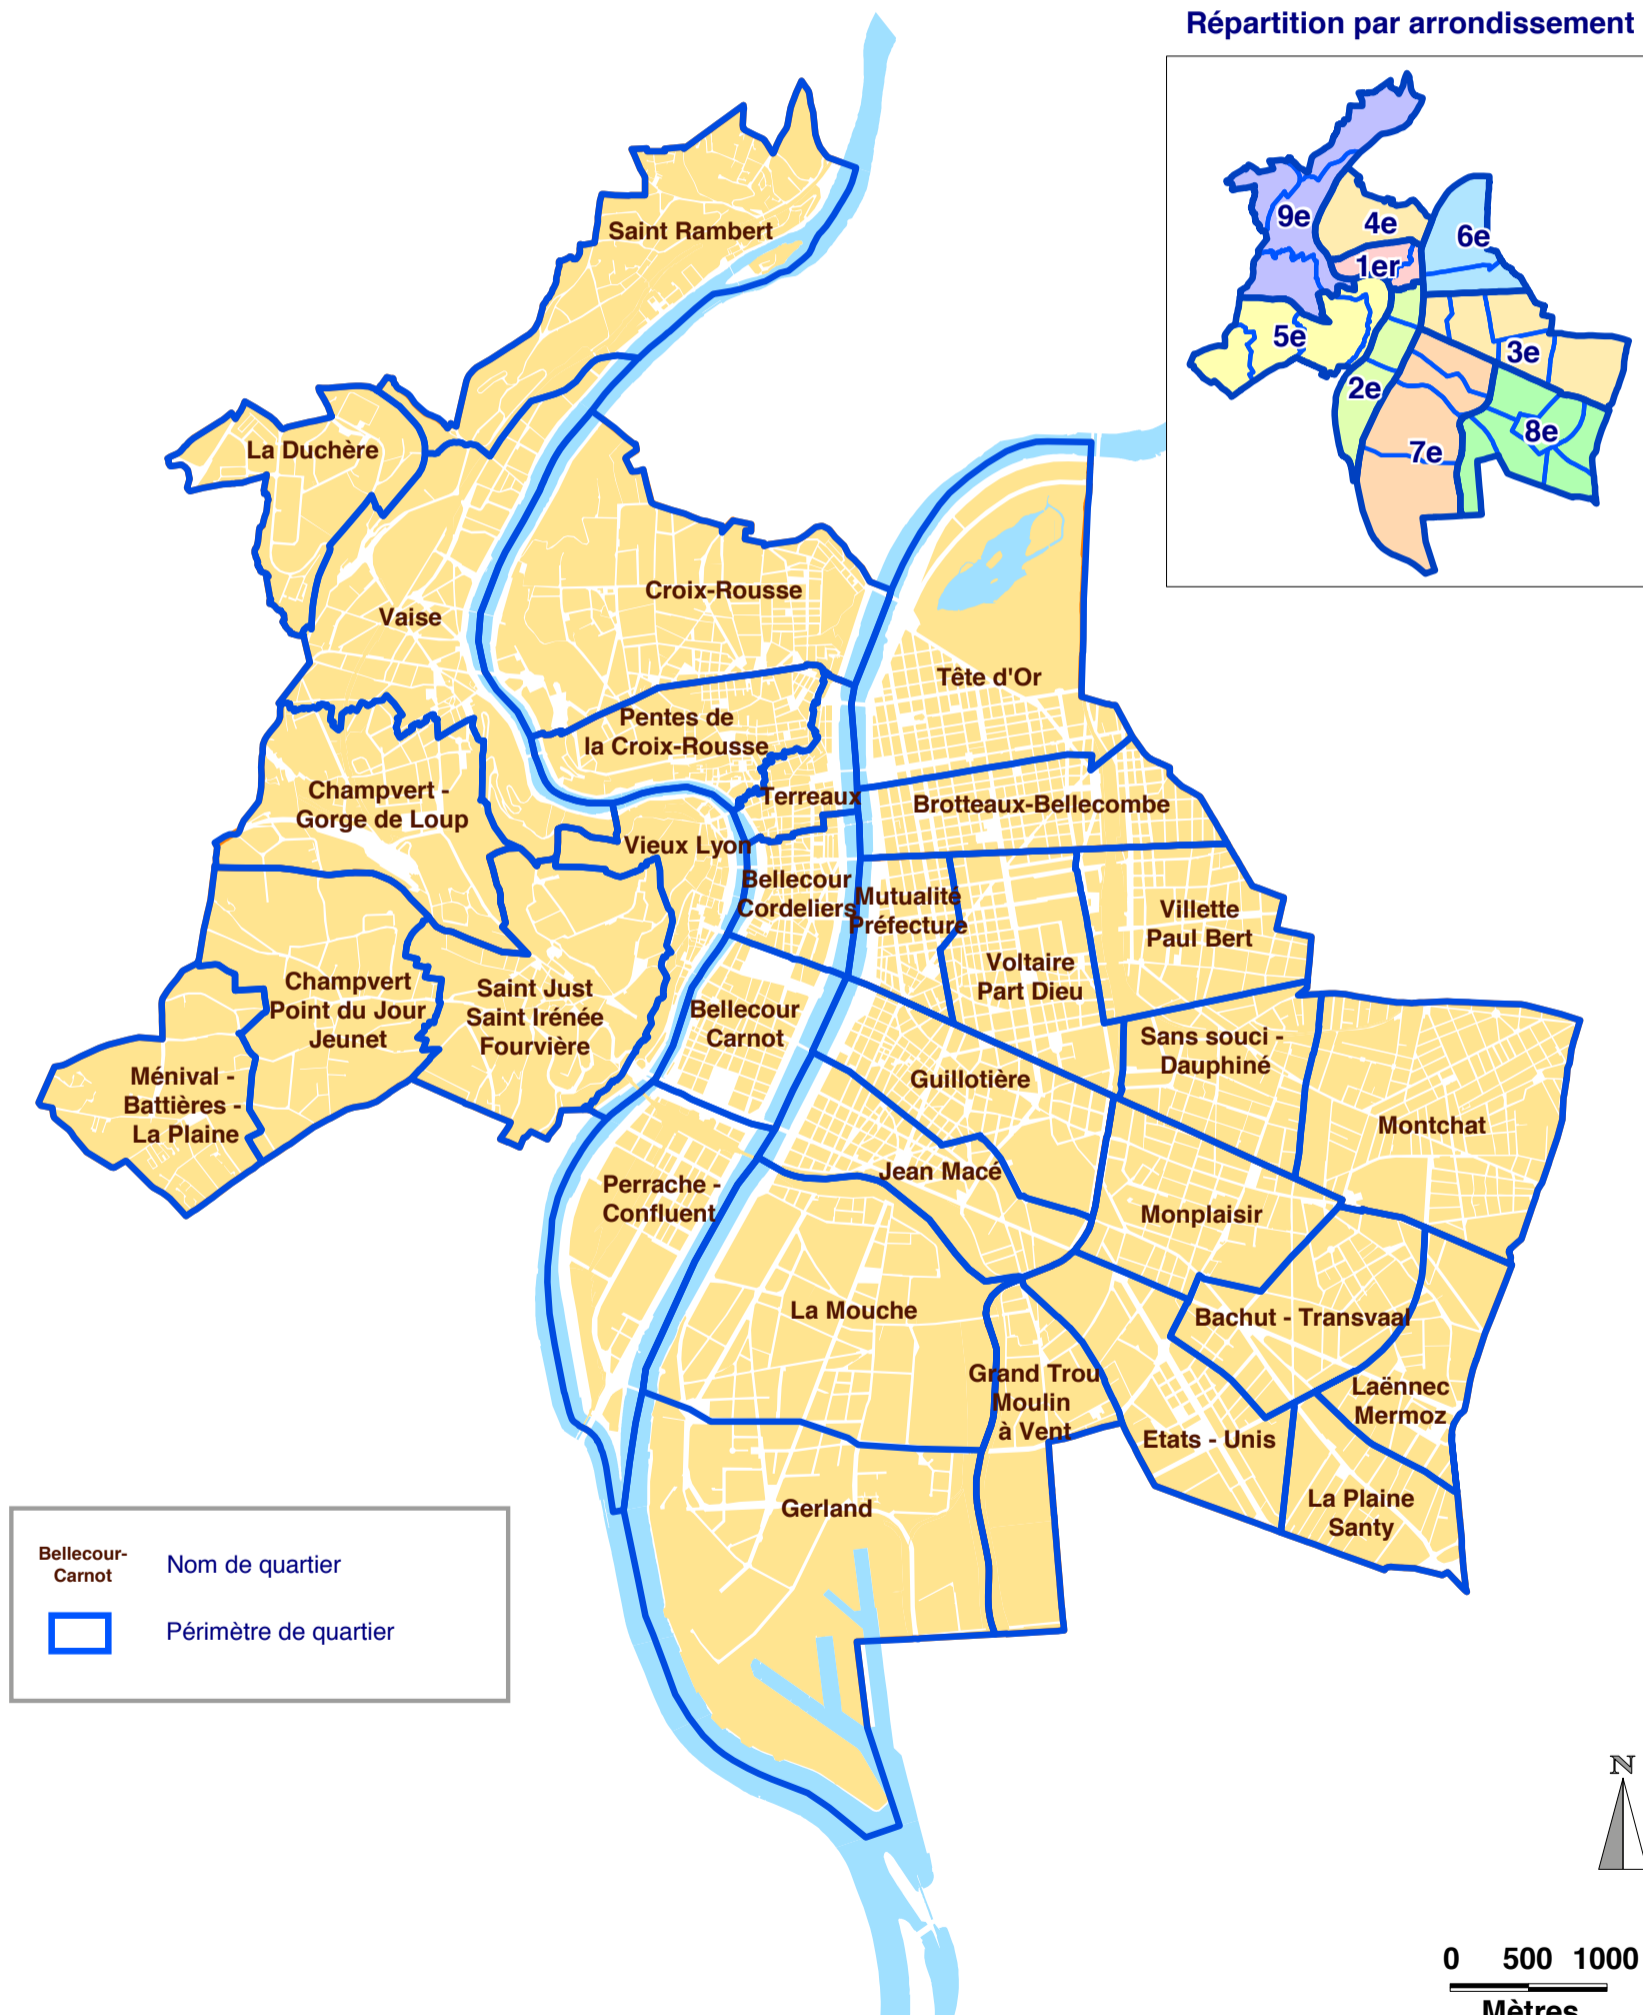 Répartition par arrondissement
9e
4e
6e
1er
5e
3e
2e
8e
7e
Saint Rambert
La Duchère
Croix-Rousse
Vaise
Tête d'Or
Pentes de
la Croix-Rousse
Champvert -
Gorge de Loup
Terreaux
Brotteaux-Bellecombe
Vieux Lyon
Bellecour
Cordeliers
Mutualité
Préfecture
Villette
Paul Bert
Voltaire
Part Dieu
Champvert
Point du Jour
Jeunet
Saint Just
Saint Irénée
Fourvière
Bellecour
Carnot
Sans souci -
Dauphiné
Guillotière
Ménival -
Battières -
La Plaine
Montchat
Jean Macé
Perrache -
Confluent
Monplaisir
La Mouche
Bachut - Transvaal
Grand Trou
Moulin
à Vent
Laënnec
Mermoz
Etats - Unis
Gerland
La Plaine
Santy
Bellecour-
Carnot
Nom de quartier
Périmètre de quartier
N
0 500 1000
Mètres